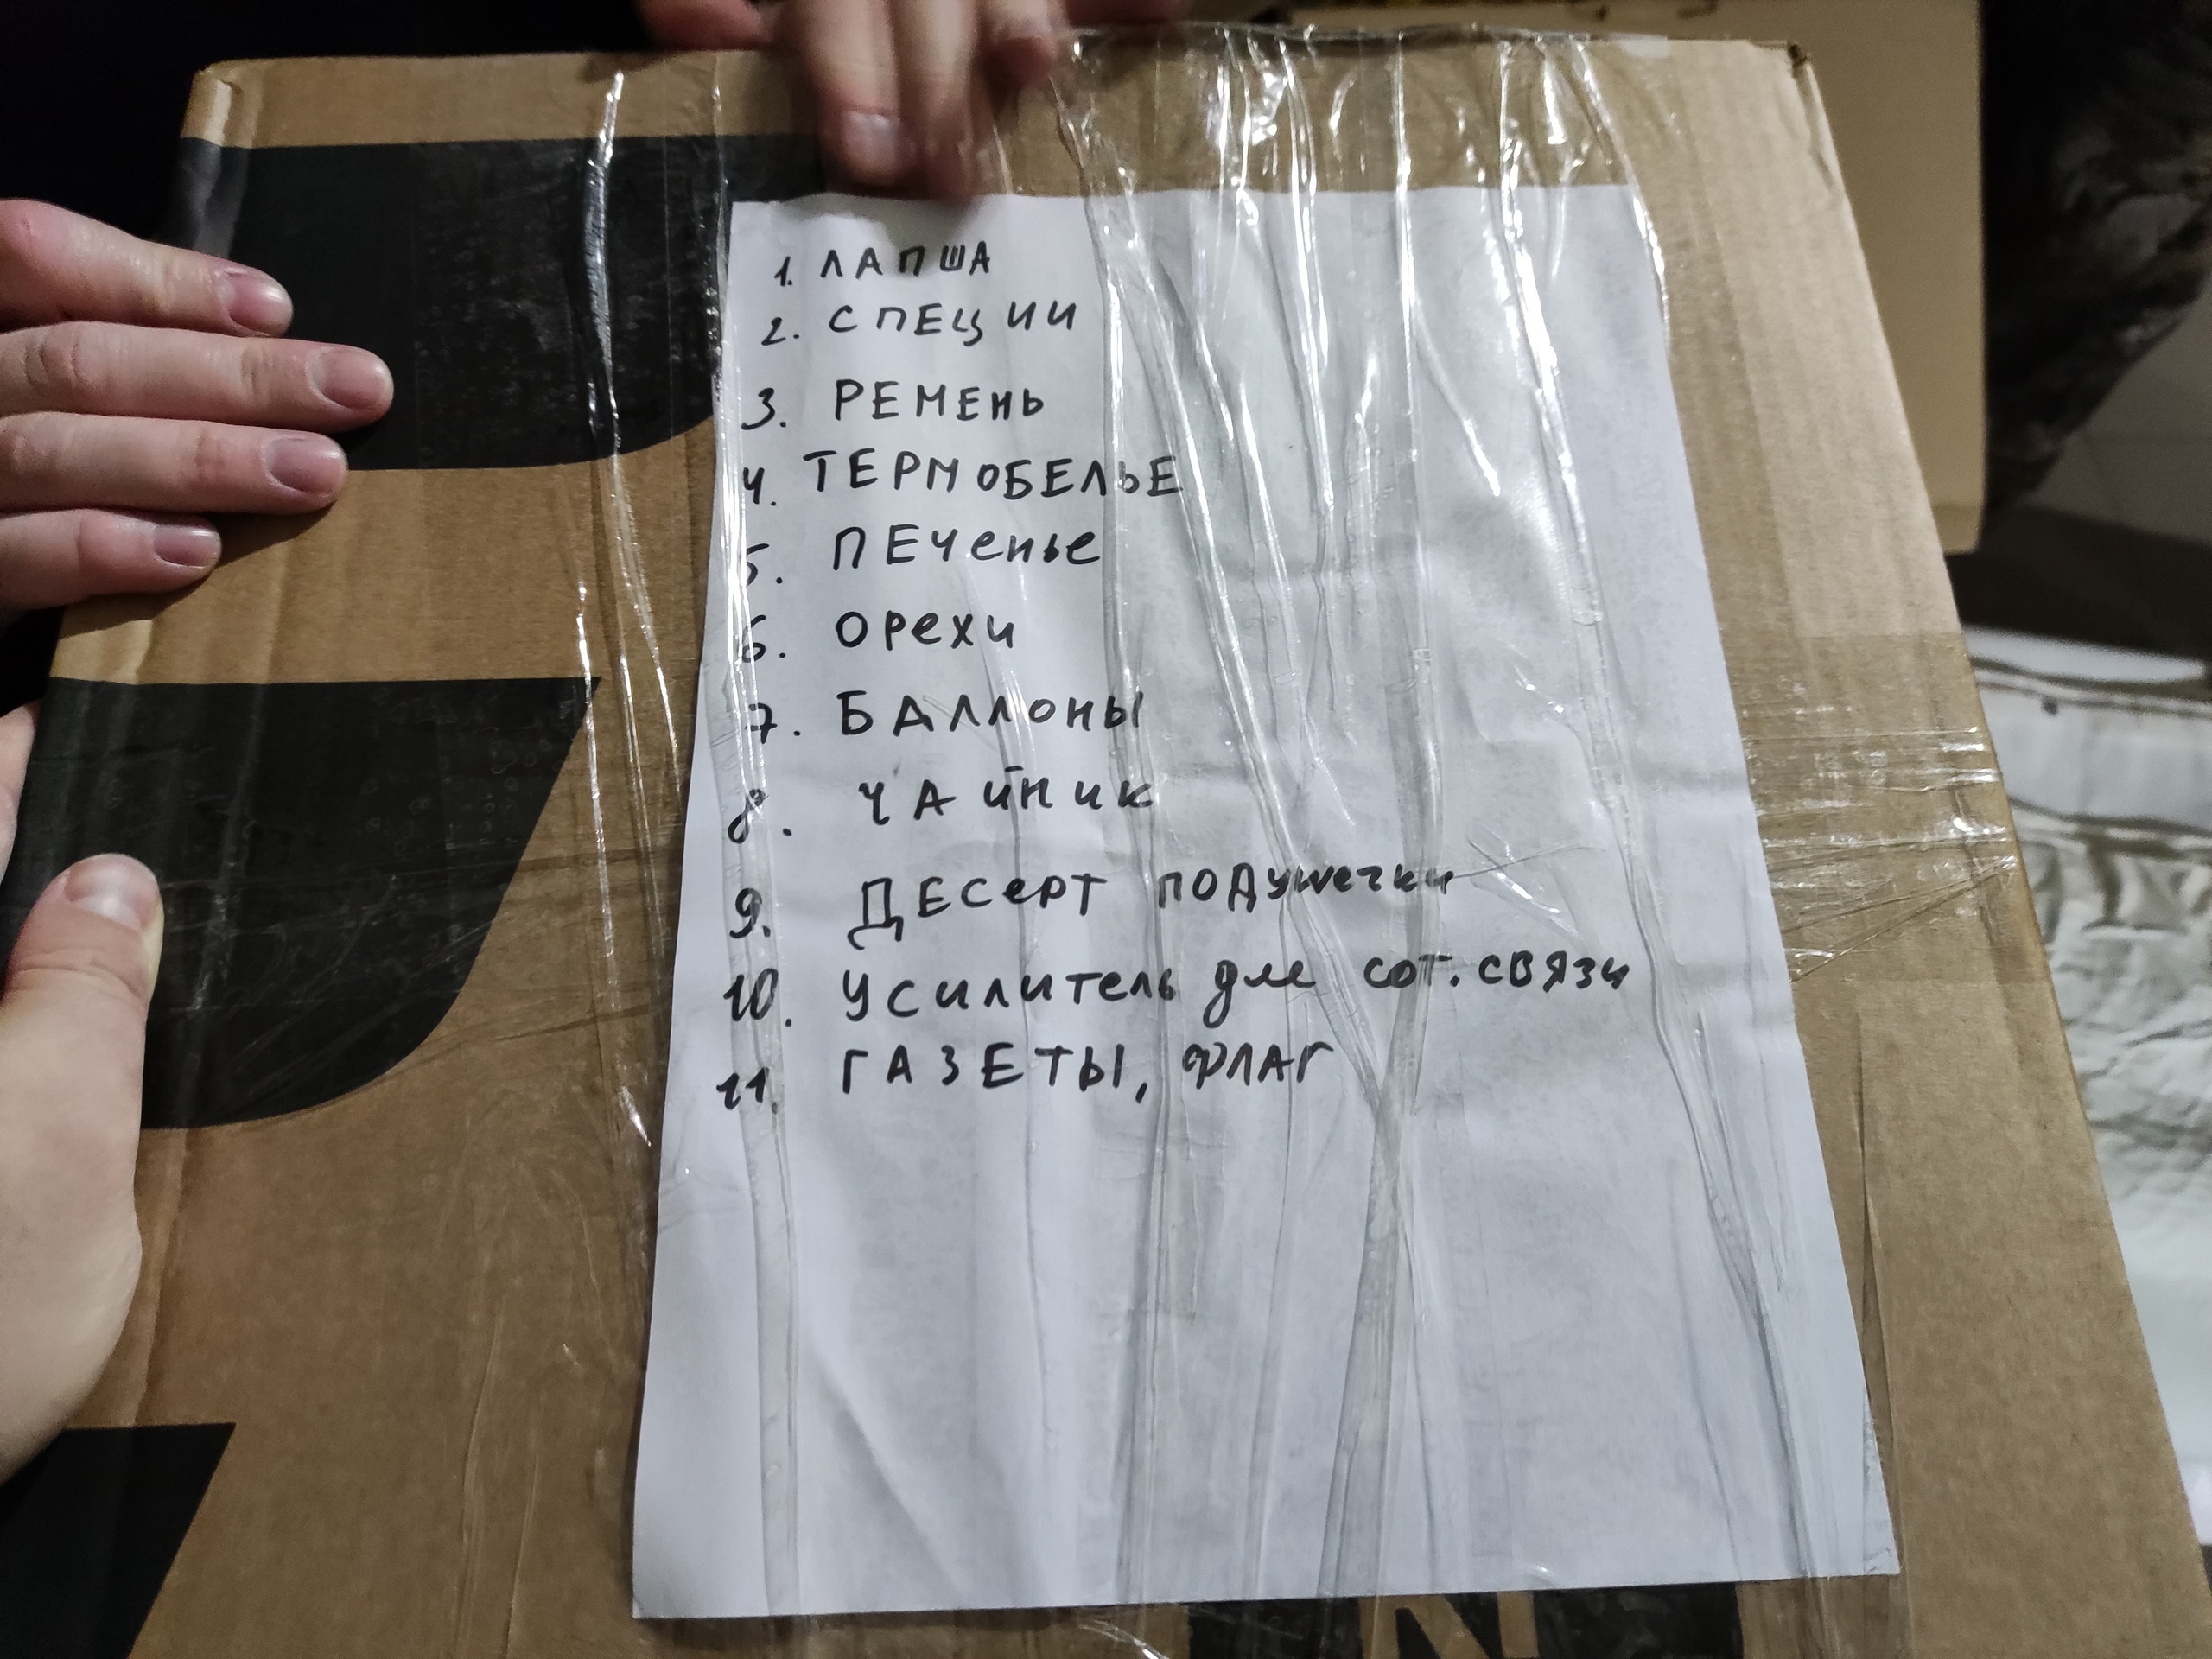 1. ЛАПША
2. СПЕЦИИ
3. РЕМЕНЬ
4. ТЕРМОБЕЛЬЕ
5. ПЕЧЕНЬЕ
6. ОРЕХИ
7. БАЛЛОНЫ
8. ЧАЙНИК
9. ДЕСЕРТ ПОДУШЕЧКИ
10. УСИЛИТЕЛЬ для СОТ. СВЯЗИ
11. ГАЗЕТЫ, ФЛАГ